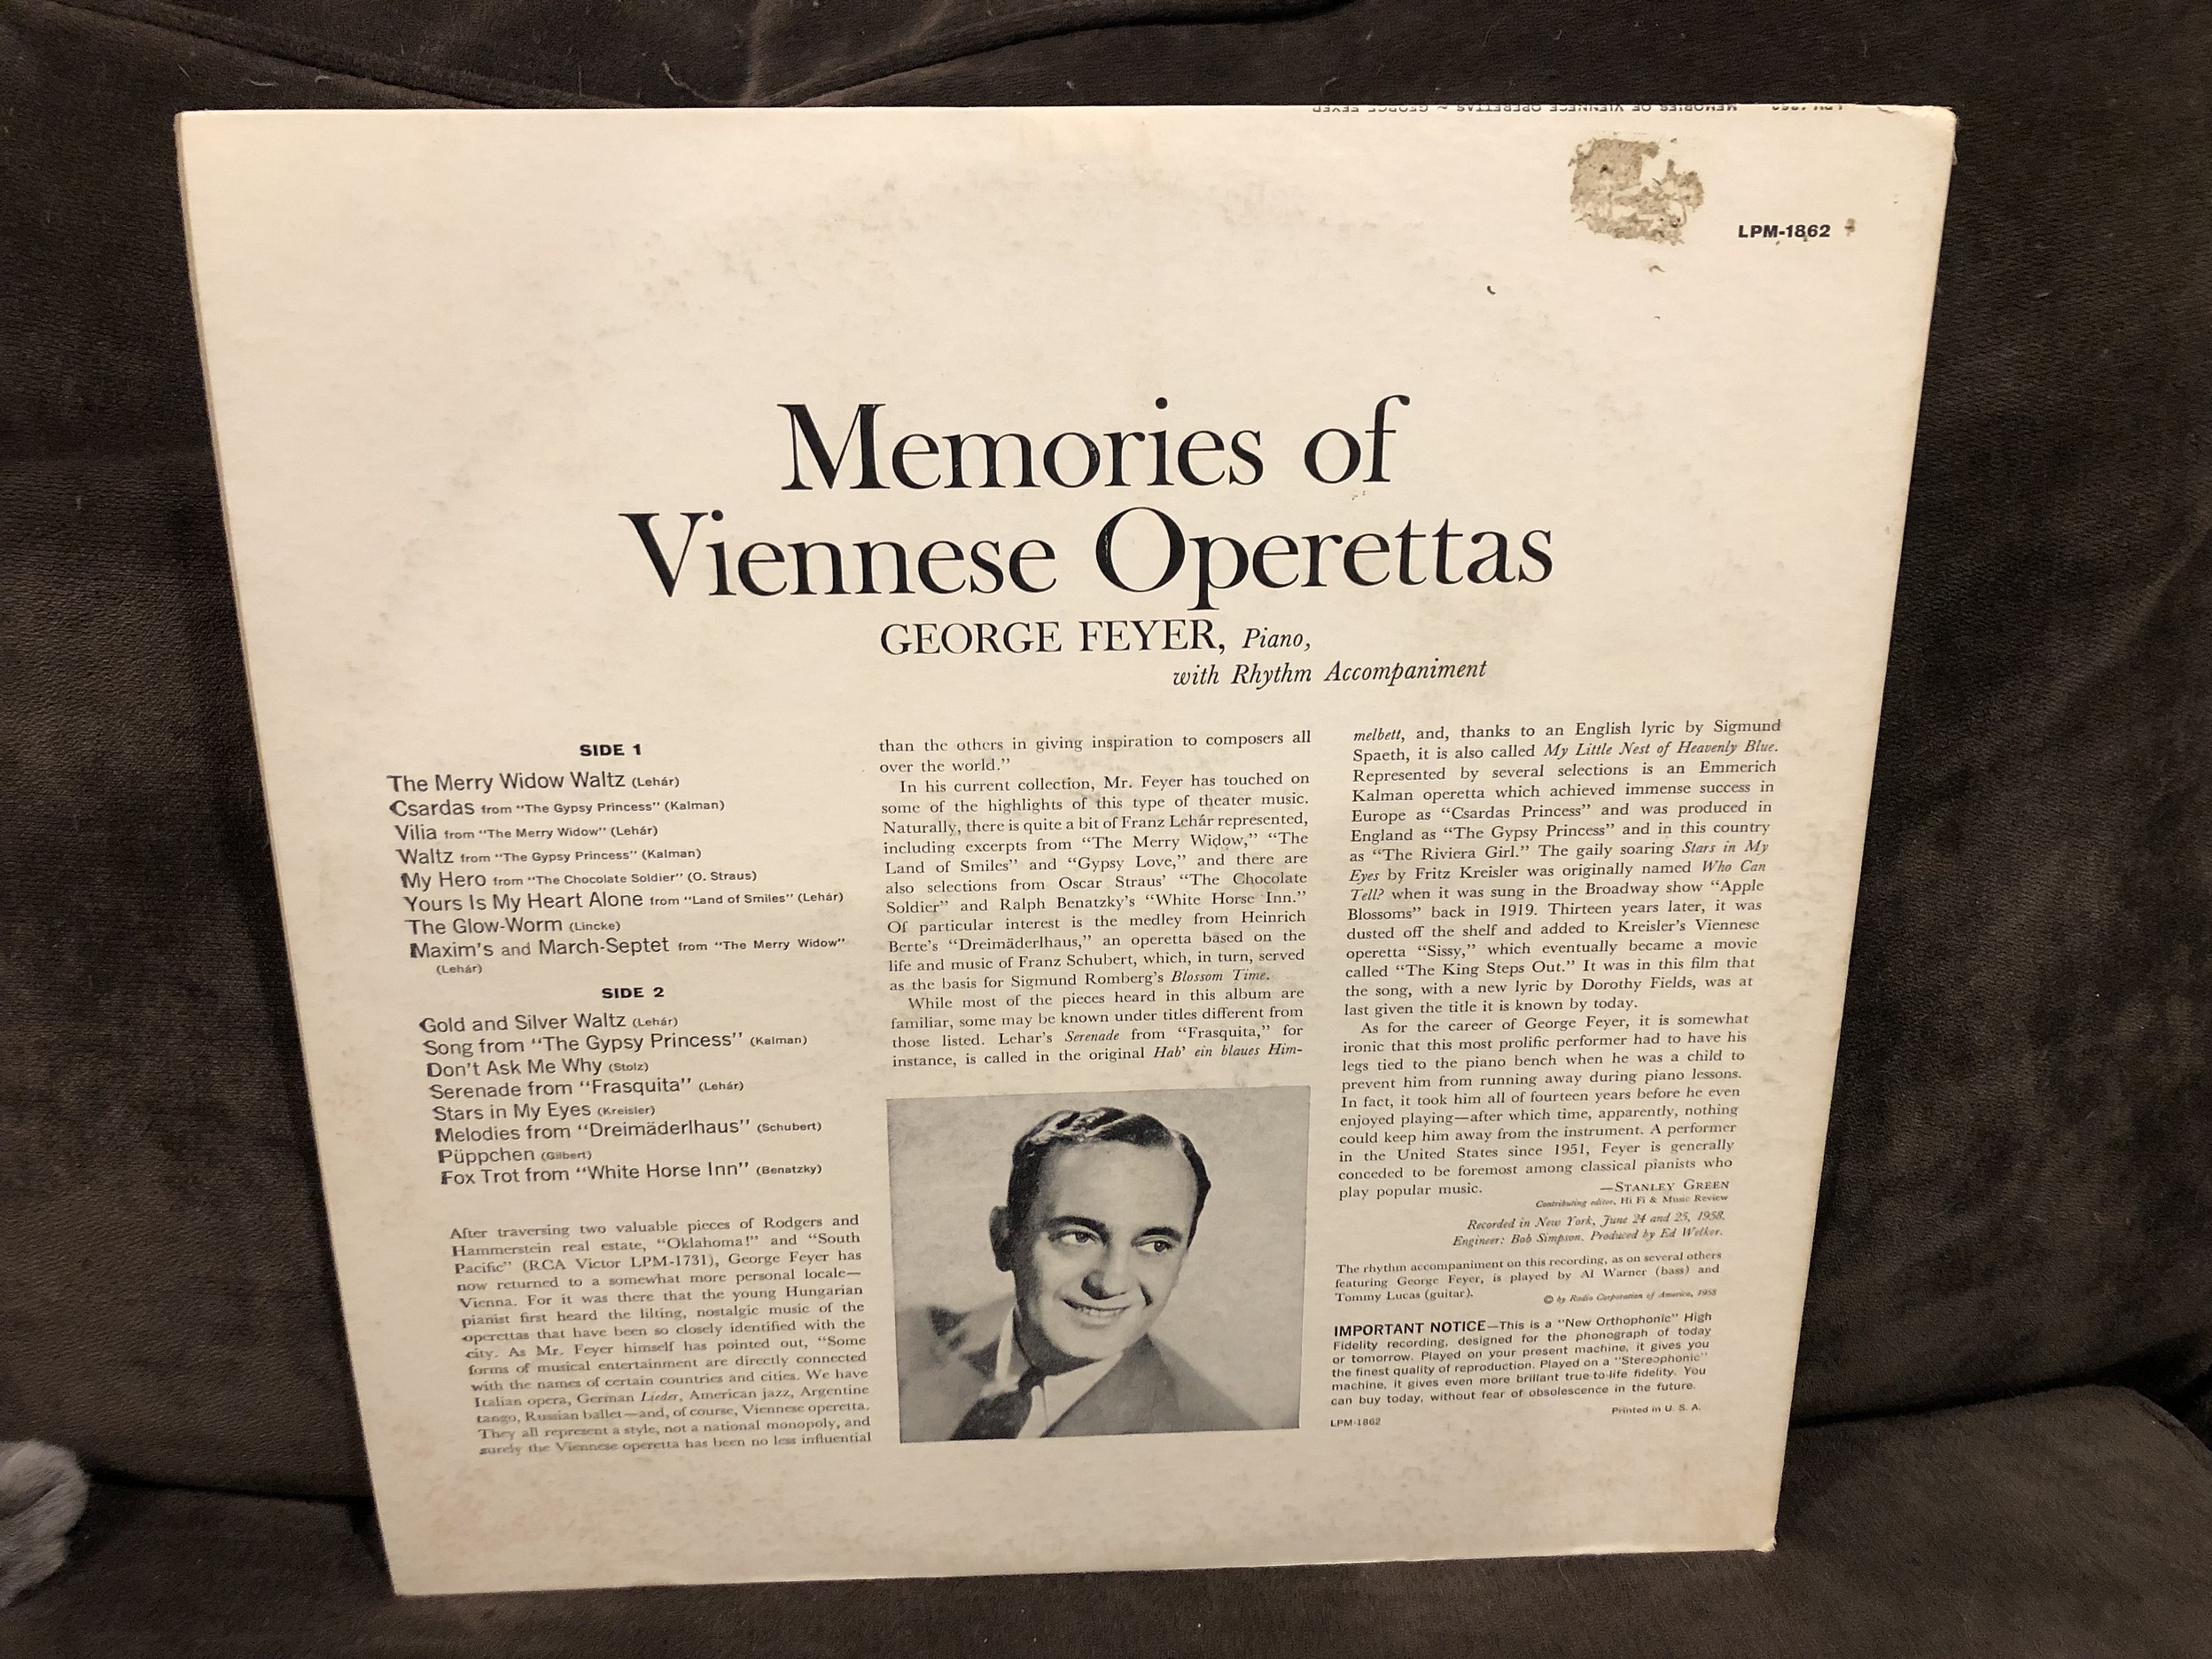 LPM-1862
MEMORIES OF VIENNESE OPERETTAS ~ GEORGE FEYER
LPM-1862
Memories of
Viennese Operettas
GEORGE FEYER, Piano,
with Rhythm Accompaniment
SIDE 1
The Merry Widow Waltz (Lehár)
Csardas from “The Gypsy Princess” (Kalman)
Vilia from “The Merry Widow” (Lehár)
Waltz from “The Gypsy Princess” (Kalman)
My Hero from “The Chocolate Soldier” (O. Straus)
Yours Is My Heart Alone from “Land of Smiles” (Lehár)
The Glow-Worm (Lincke)
Maxim's and March-Septet from “The Merry Widow”
(Lehár)
SIDE 2
Gold and Silver Waltz (Lehár)
Song from “The Gypsy Princess” (Kalman)
Don't Ask Me Why (Stolz)
Serenade from “Frasquita” (Lehár)
Stars in My Eyes (Kreisler)
Melodies from “Dreimäderlhaus” (Schubert)
Püppchen (Gilbert)
Fox Trot from “White Horse Inn” (Benatzky)
After traversing two valuable pieces of Rodgers and
Hammerstein real estate, “Oklahoma!” and “South
Pacific” (RCA Victor LPM-1731), George Feyer has
now returned to a somewhat more personal locale—
Vienna. For it was there that the young Hungarian
pianist first heard the lilting, nostalgic music of the
operettas that have been so closely identified with the
city. As Mr. Feyer himself has pointed out, “Some
forms of musical entertainment are directly connected
with the names of certain countries and cities. We have
Italian opera, German Lieder, American jazz, Argentine
tango, Russian ballet—and, of course, Viennese operetta.
They all represent a style, not a national monopoly, and
surely the Viennese operetta has been no less influential
than the others in giving inspiration to composers all
over the world.”
In his current collection, Mr. Feyer has touched on
some of the highlights of this type of theater music.
Naturally, there is quite a bit of Franz Lehár represented,
including excerpts from “The Merry Widow,” “The
Land of Smiles” and “Gypsy Love,” and there are
also selections from Oscar Straus’ “The Chocolate
Soldier” and Ralph Benatzky’s “White Horse Inn.”
Of particular interest is the medley from Heinrich
Berte’s “Dreimäderlhaus,” an operetta based on the
life and music of Franz Schubert, which, in turn, served
as the basis for Sigmund Romberg’s Blossom Time.
While most of the pieces heard in this album are
familiar, some may be known under titles different from
those listed. Lehar’s Serenade from “Frasquita,” for
instance, is called in the original Hab’ ein blaues Him-
melbett, and, thanks to an English lyric by Sigmund
Spaeth, it is also called My Little Nest of Heavenly Blue.
Represented by several selections is an Emmerich
Kalman operetta which achieved immense success in
Europe as “Csardas Princess” and was produced in
England as “The Gypsy Princess” and in this country
as “The Riviera Girl.” The gaily soaring Stars in My
Eyes by Fritz Kreisler was originally named Who Can
Tell? when it was sung in the Broadway show “Apple
Blossoms” back in 1919. Thirteen years later, it was
dusted off the shelf and added to Kreisler’s Viennese
operetta “Sissy,” which eventually became a movie
called “The King Steps Out.” It was in this film that
the song, with a new lyric by Dorothy Fields, was at
last given the title it is known by today.
As for the career of George Feyer, it is somewhat
ironic that this most prolific performer had to have his
legs tied to the piano bench when he was a child to
prevent him from running away during piano lessons.
In fact, it took him all of fourteen years before he even
enjoyed playing—after which time, apparently, nothing
could keep him away from the instrument. A performer
in the United States since 1951, Feyer is generally
conceded to be foremost among classical pianists who
play popular music.
—STANLEY GREEN
Contributing editor, Hi Fi & Music Review
Recorded in New York, June 24 and 25, 1958.
Engineer: Bob Simpson. Produced by Ed Welker.
The rhythm accompaniment on this recording, as on several others
featuring George Feyer, is played by Al Warner (bass) and
Tommy Lucas (guitar).
© by Radio Corporation of America, 1958
IMPORTANT NOTICE—This is a “New Orthophonic” High
Fidelity recording, designed for the phonograph of today
or tomorrow. Played on your present machine, it gives you
the finest quality of reproduction. Played on a “Stereophonic”
machine, it gives even more brilliant true-to-life fidelity. You
can buy today, without fear of obsolescence in the future.
LPM-1862
Printed in U. S. A.